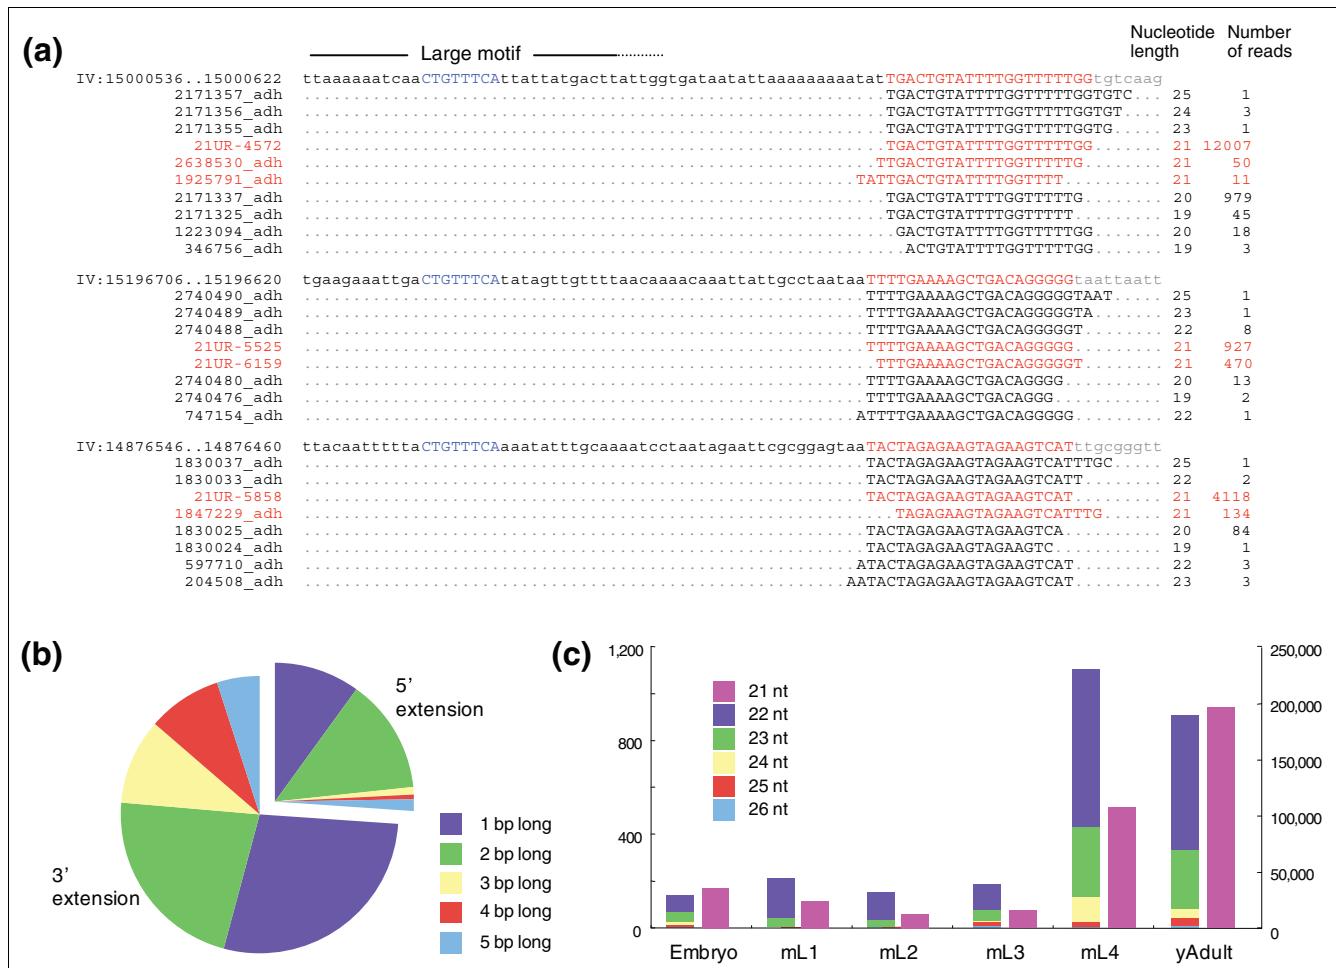 (a)
Large motif
Nucleotide length
Number of reads
IV:15000536..15000622 ttaaaaaatcaaCTGTTTCAttattatgacttattggtgataatattaaaaaaaaatatTGACTGTATTTTGGTTTTTGGtgtcaag
2171357_adh TGACTGTATTTTGGTTTTTGGTGTC 25 1
2171356_adh TGACTGTATTTTGGTTTTTGGTGT 24 3
2171355_adh TGACTGTATTTTGGTTTTTGGTG 23 1
21UR-4572 TGACTGTATTTTGGTTTTTGG 21 12007
2638530_adh TTGACTGTATTTTGGTTTTTG 21 50
1925791_adh TATTGACTGTATTTTGGTTTT 21 11
2171337_adh TGACTGTATTTTGGTTTTTG 20 979
2171325_adh TGACTGTATTTTGGTTTTT 19 45
1223094_adh GACTGTATTTTGGTTTTTGG 20 18
346756_adh ACTGTATTTTGGTTTTTGG 19 3
IV:15196706..15196620 tgaagaaattgaCTGTTTCAtatagttgttttaacaaaacaaattattgcctaataaTTTTGAAAAGCTGACAGGGGGtaattaatt
2740490_adh TTTTGAAAAGCTGACAGGGGGTAAT 25 1
2740489_adh TTTTGAAAAGCTGACAGGGGGTA 23 1
2740488_adh TTTTGAAAAGCTGACAGGGGGT 22 8
21UR-5525 TTTTGAAAAGCTGACAGGGGG 21 927
21UR-6159 TTTGAAAAGCTGACAGGGGGT 21 470
2740480_adh TTTTGAAAAGCTGACAGGGG 20 13
2740476_adh TTTTGAAAAGCTGACAGGG 19 2
747154_adh ATTTTGAAAAGCTGACAGGGGG 22 1
IV:14876546..14876460 ttacaatttttaCTGTTTCAaaatatttgcaaaatcctaatagaattcgcggagtaaTACTAGAGAAGTAGAAGTCATttgcgggtt
1830037_adh TACTAGAGAAGTAGAAGTCATTTGC 25 1
1830033_adh TACTAGAGAAGTAGAAGTCATT 22 2
21UR-5858 TACTAGAGAAGTAGAAGTCAT 21 4118
1847229_adh TAGAGAAGTAGAAGTCATTTG 21 134
1830025_adh TACTAGAGAAGTAGAAGTCA 20 84
1830024_adh TACTAGAGAAGTAGAAGTC 19 1
597710_adh ATACTAGAGAAGTAGAAGTCAT 22 3
204508_adh AATACTAGAGAAGTAGAAGTCAT 23 3
(b)
5’ extension
3’ extension
1 bp long
2 bp long
3 bp long
4 bp long
5 bp long
(c)
1,200
800
400
0
21 nt
22 nt
23 nt
24 nt
25 nt
26 nt
250,000
200,000
150,000
100,000
50,000
0
Embryo mL1 mL2 mL3 mL4 yAdult